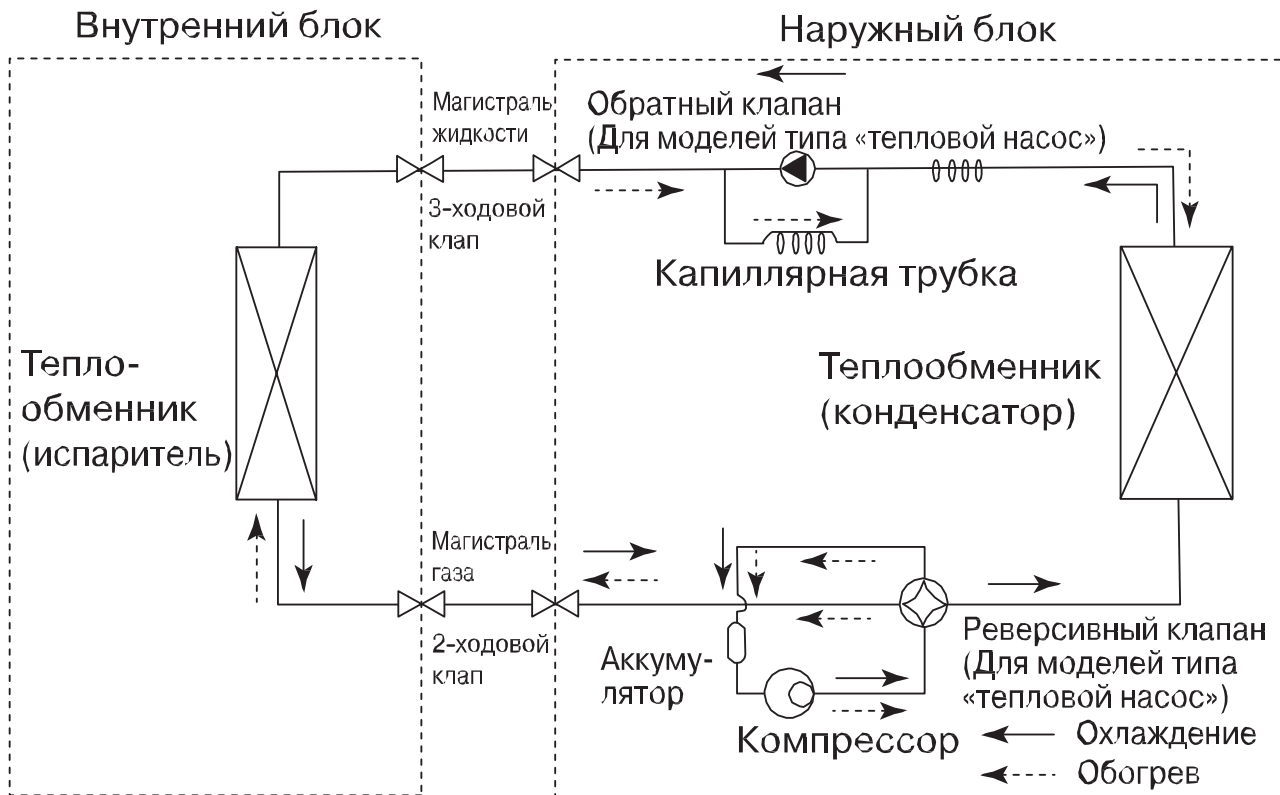 Внутренний блок
Наружный блок
Магистраль
жидкости
Обратный клапан
(Для моделей типа «тепловой насос»)
3-ходовой
клап
Капиллярная трубка
Тепло-
обменник
(испаритель)
Теплообменник
(конденсатор)
Магистраль
газа
2-ходовой
клап
Аккуму-
лятор
Компрессор
Реверсивный клапан
(Для моделей типа
«тепловой насос»)
Охлаждение
Обогрев